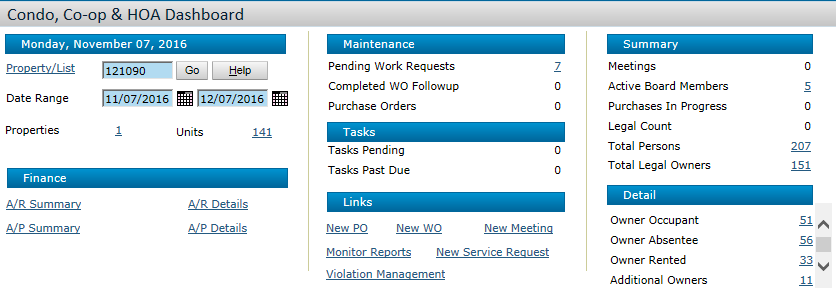 Condo, Co-op & HOA Dashboard
Monday, November 07, 2016
Property/List 121090 Go Help
Date Range 11/07/2016 12/07/2016
Properties 1 Units 141
Finance
A/R Summary A/R Details
A/P Summary A/P Details
Maintenance
Pending Work Requests 7
Completed WO Followup 0
Purchase Orders 0
Tasks
Tasks Pending 0
Tasks Past Due 0
Links
New PO New WO New Meeting
Monitor Reports New Service Request
Violation Management
Summary
Meetings 0
Active Board Members 5
Purchases In Progress 0
Legal Count 0
Total Persons 207
Total Legal Owners 151
Detail
Owner Occupant 51
Owner Absentee 56
Owner Rented 33
Additional Owners 11